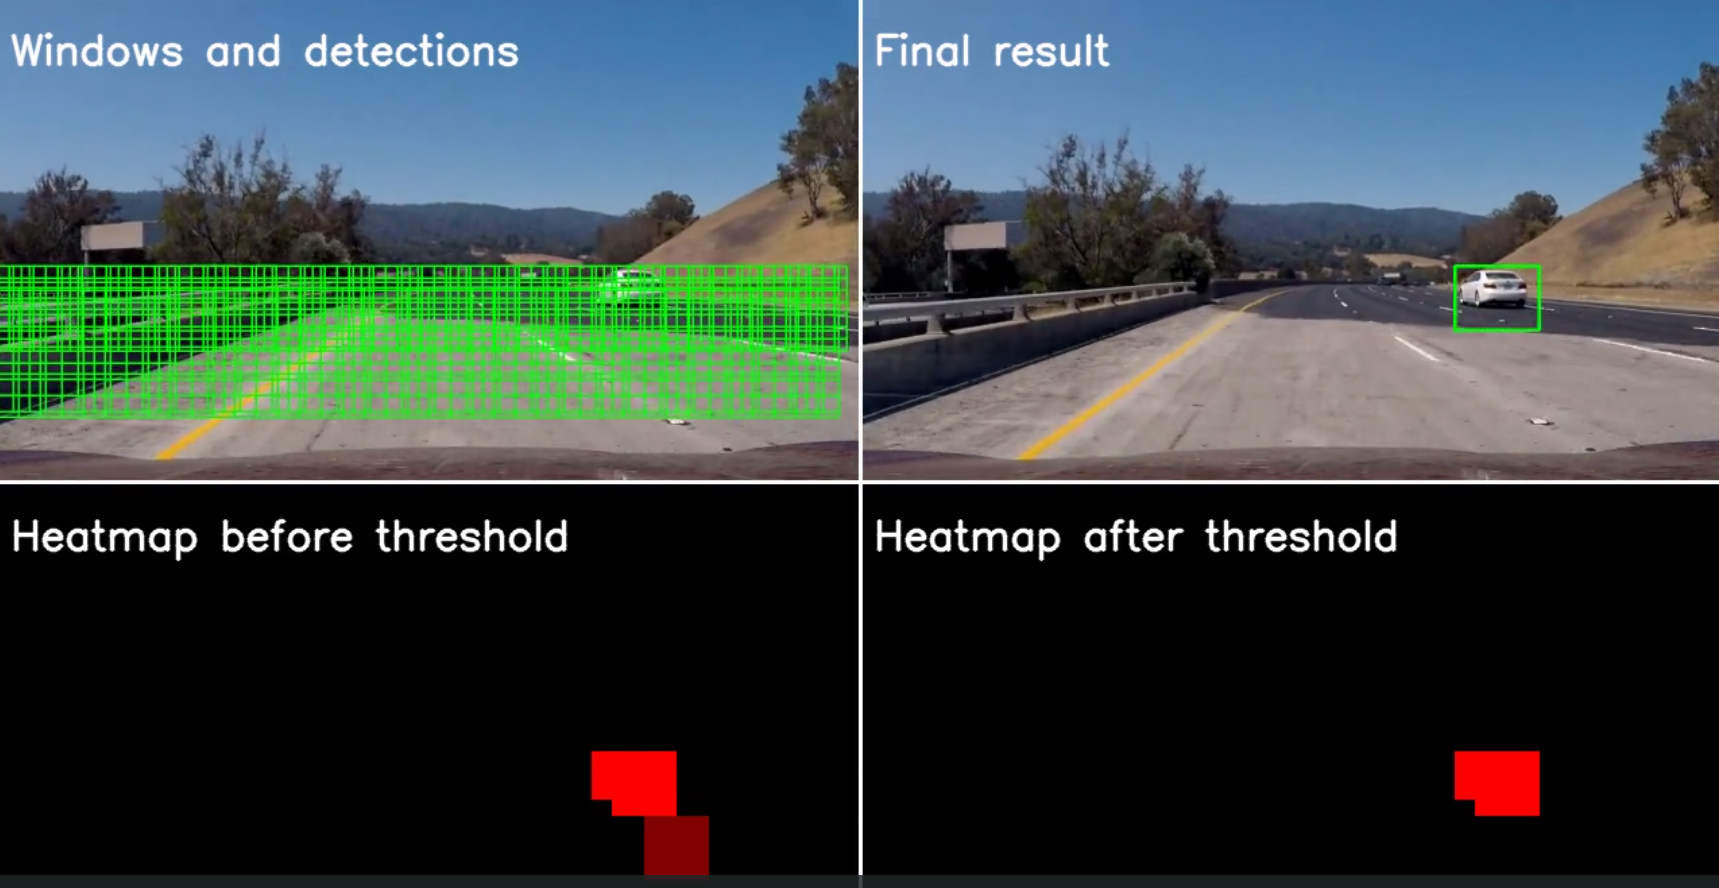 Windows and detections
Final result
Heatmap before threshold
Heatmap after threshold